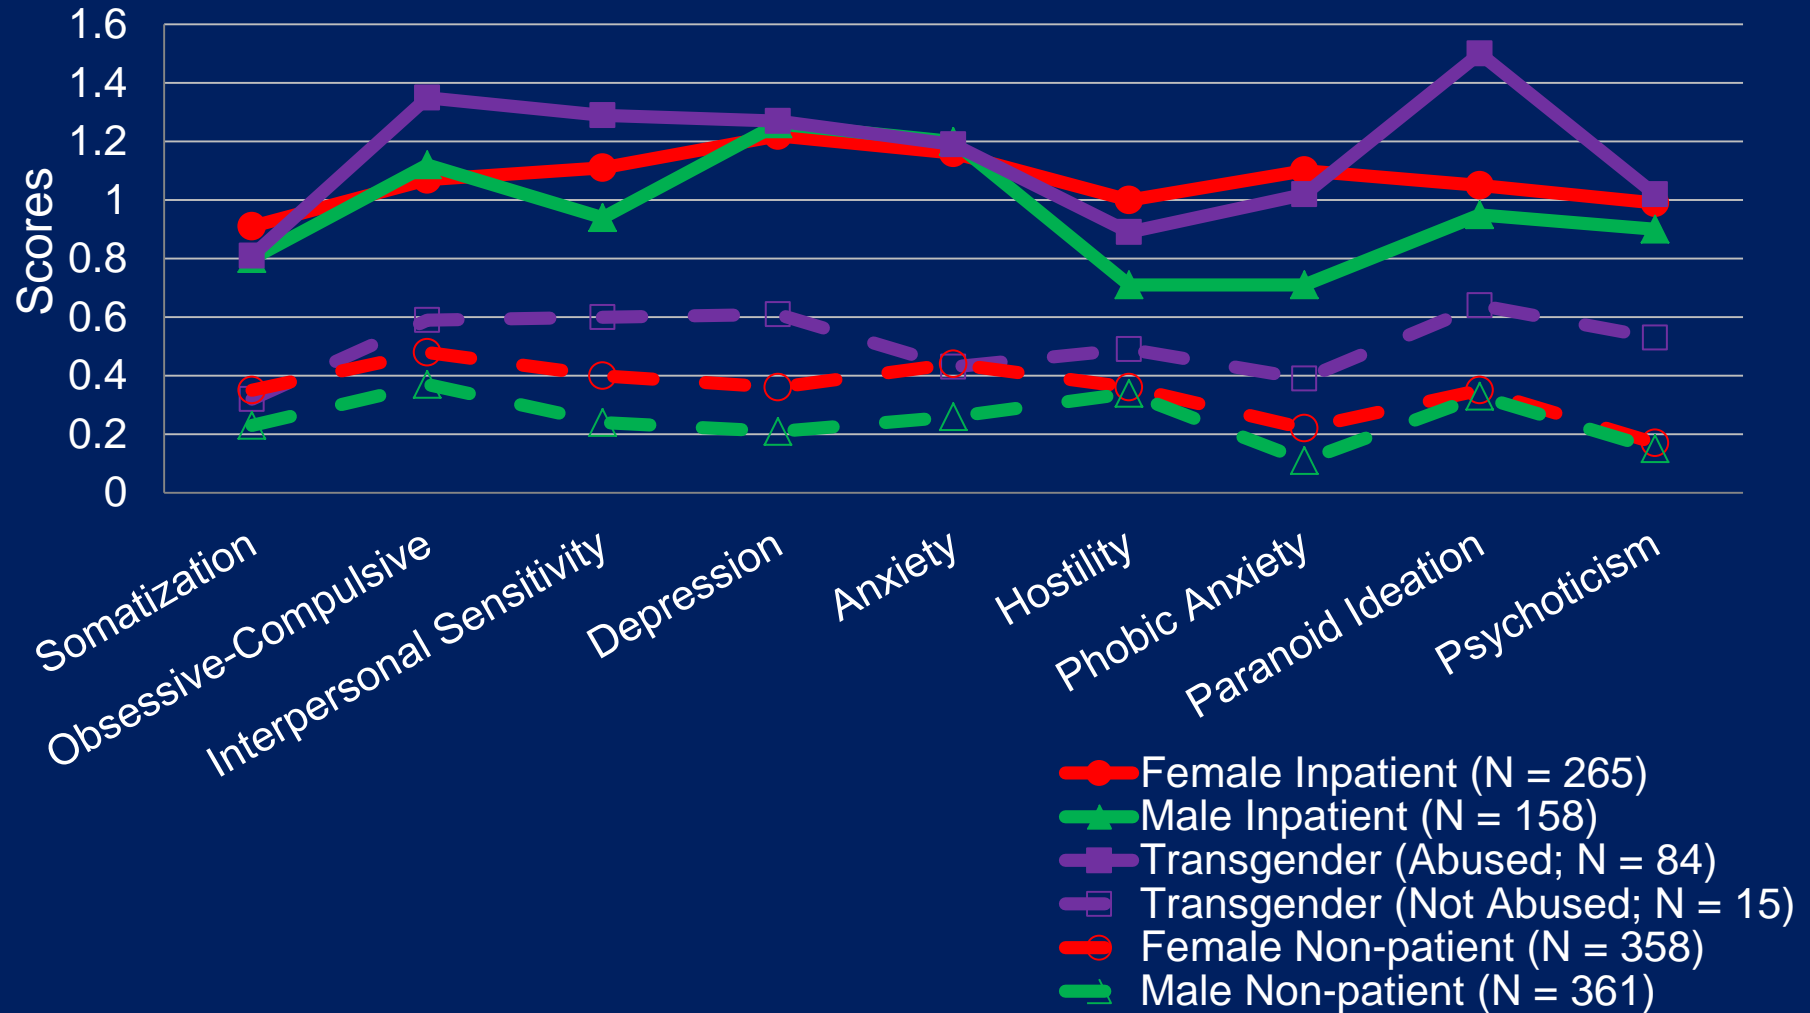 1.6
1.4
1.2
1
0.8
0.6
0.4
0.2
0
Scores
Somatization
Obsessive-Compulsive
Interpersonal Sensitivity
Depression
Anxiety
Hostility
Phobic Anxiety
Paranoid Ideation
Psychoticism
Female Inpatient (N = 265)
Male Inpatient (N = 158)
Transgender (Abused; N = 84)
Transgender (Not Abused; N = 15)
Female Non-patient (N = 358)
Male Non-patient (N = 361)